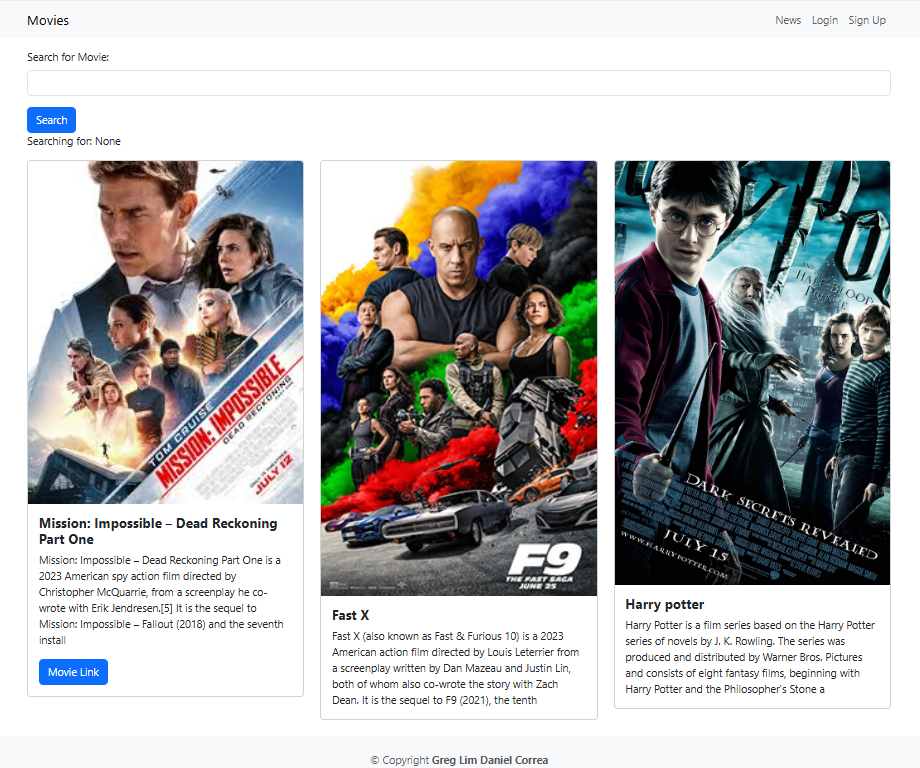 Movies
News Login Sign Up
Search for Movie:
Search
Searching for: None
TOM CRUISE
MISSION: IMPOSSIBLE
DEAD RECKONING
JULY 12
Mission: Impossible – Dead Reckoning
Part One
Mission: Impossible – Dead Reckoning Part One is a
2023 American spy action film directed by
Christopher McQuarrie, from a screenplay he co-
wrote with Erik Jendresen.[5] It is the sequel to
Mission: Impossible – Fallout (2018) and the seventh
install
Movie Link
F9
THE FAST SAGA
JUNE 25
Fast X
Fast X (also known as Fast & Furious 10) is a 2023
American action film directed by Louis Leterrier from
a screenplay written by Dan Mazeau and Justin Lin,
both of whom also co-wrote the story with Zach
Dean. It is the sequel to F9 (2021), the tenth
HALF-BLOOD
PRINCE
DARK SECRETS REVEALED
JULY 15
WWW.HARRYPOTTER.COM
Harry potter
Harry Potter is a film series based on the Harry Potter
series of novels by J. K. Rowling. The series was
produced and distributed by Warner Bros. Pictures
and consists of eight fantasy films, beginning with
Harry Potter and the Philosopher's Stone a
© Copyright Greg Lim Daniel Correa